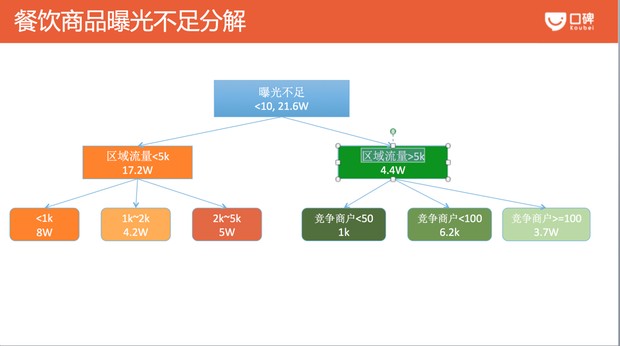 餐饮商品曝光不足分解
口碑
Koubei
曝光不足
<10, 21.6W
区域流量<5k
17.2W
区域流量>5k
4.4W
<1k
8W
1k~2k
4.2W
2k~5k
5W
竞争商户<50
1k
竞争商户<100
6.2k
竞争商户>=100
3.7W